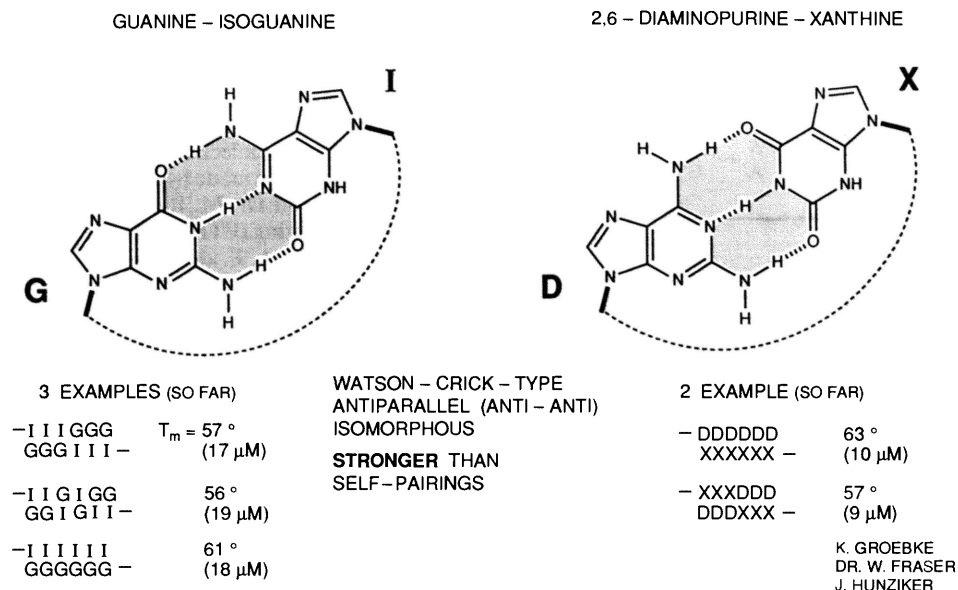 GUANINE – ISOGUANINE
2,6 – DIAMINOPURINE – XANTHINE
I
H
H
N
H
N
N
N
O
N
NH
H
N
N
O
N
N
N
H
N
H
G
X
N
O
N
H
N
H
N
NH
H
N
N
O
N
N
N
H
N
H
D
3 EXAMPLES (SO FAR)
–I I I G G G Tm = 57 °
GGG I I I – (17 µM)
–I I G I G G 56 °
GG I G I I – (19 µM)
–I I I I I I 61 °
GGGGGG – (18 µM)
WATSON – CRICK – TYPE
ANTIPARALLEL (ANTI – ANTI)
ISOMORPHOUS
STRONGER THAN
SELF–PAIRINGS
2 EXAMPLE (SO FAR)
– DDDDDD 63 °
XXXXXX – (10 µM)
– XXXDDD 57 °
DDDXXX – (9 µM)
K. GROEBKE
DR. W. FRASER
J. HUNZIKER